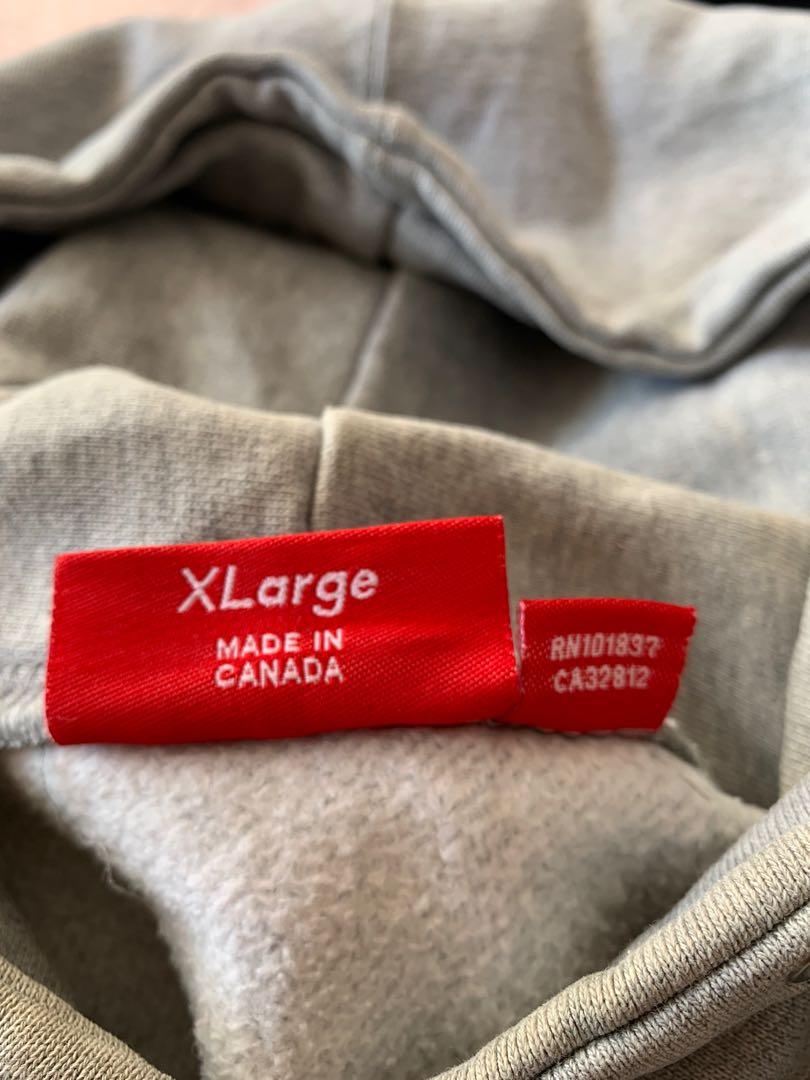 XLarge
MADE IN
CANADA
RN101837
CA32812